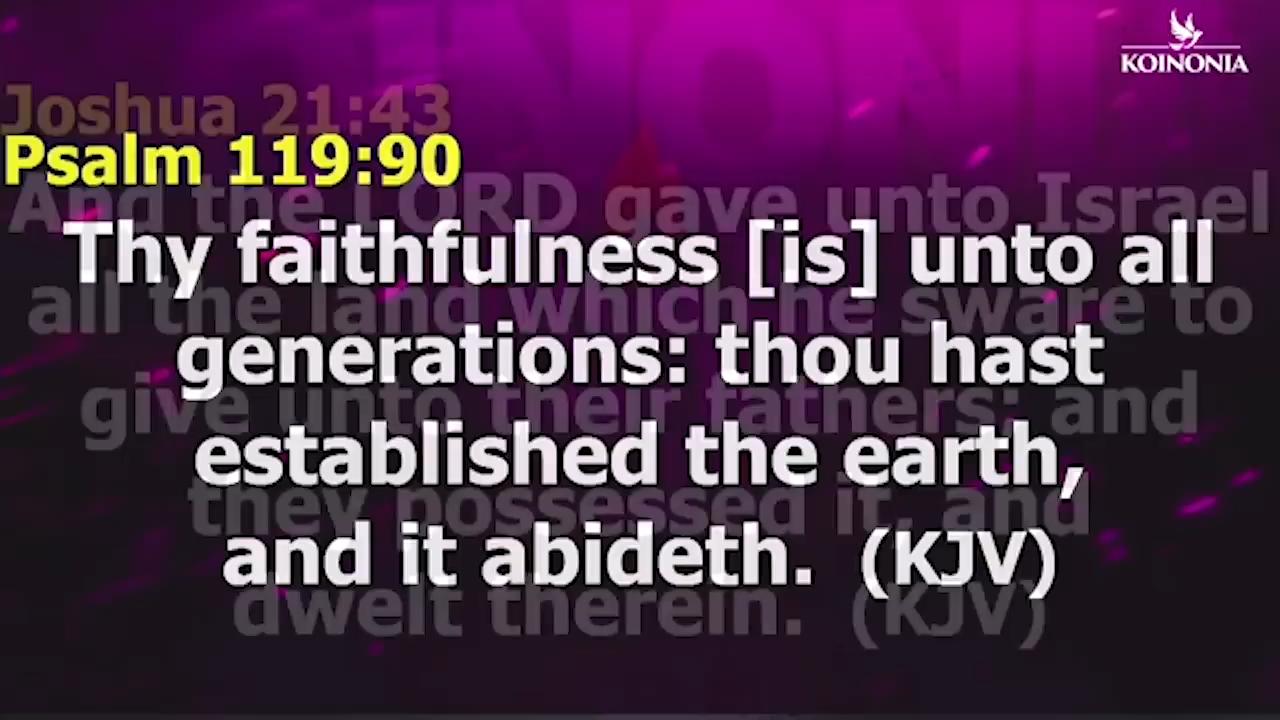 KOINONIA
Joshua 21:43
Psalm 119:90
And the LORD gave unto Israel
Thy faithfulness [is] unto all
all the land which he sware to
generations: thou hast
give unto their fathers; and
established the earth,
they possessed it, and
and it abideth. (KJV)
dwelt therein. (KJV)